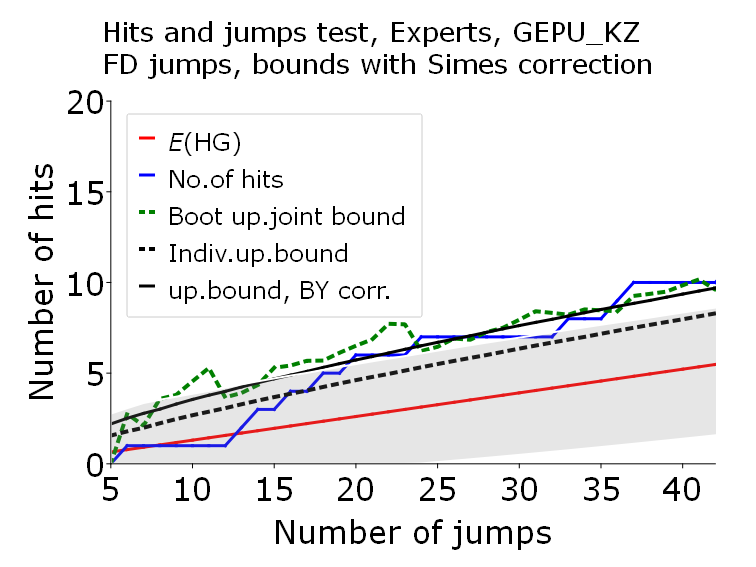 Hits and jumps test, Experts, GEPU_KZ
FD jumps, bounds with Simes correction
20
15
10
5
0
Number of hits
E(HG)
No.of hits
Boot up.joint bound
Indiv.up.bound
up.bound, BY corr.
5 10 15 20 25 30 35 40
Number of jumps